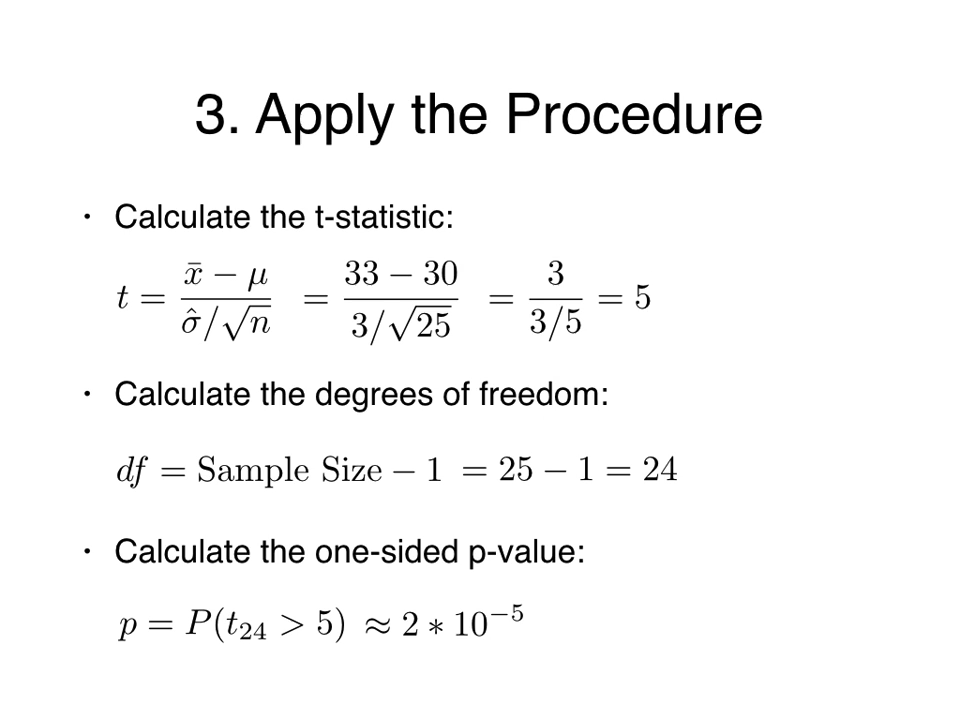 3. Apply the Procedure
• Calculate the t-statistic:
t = (x̄ − μ)/(σ̂/√n) = (33 − 30)/(3/√25) = 3/(3/5) = 5
• Calculate the degrees of freedom:
df = Sample Size − 1 = 25 − 1 = 24
• Calculate the one-sided p-value:
p = P(t₂₄ > 5) ≈ 2 * 10⁻⁵